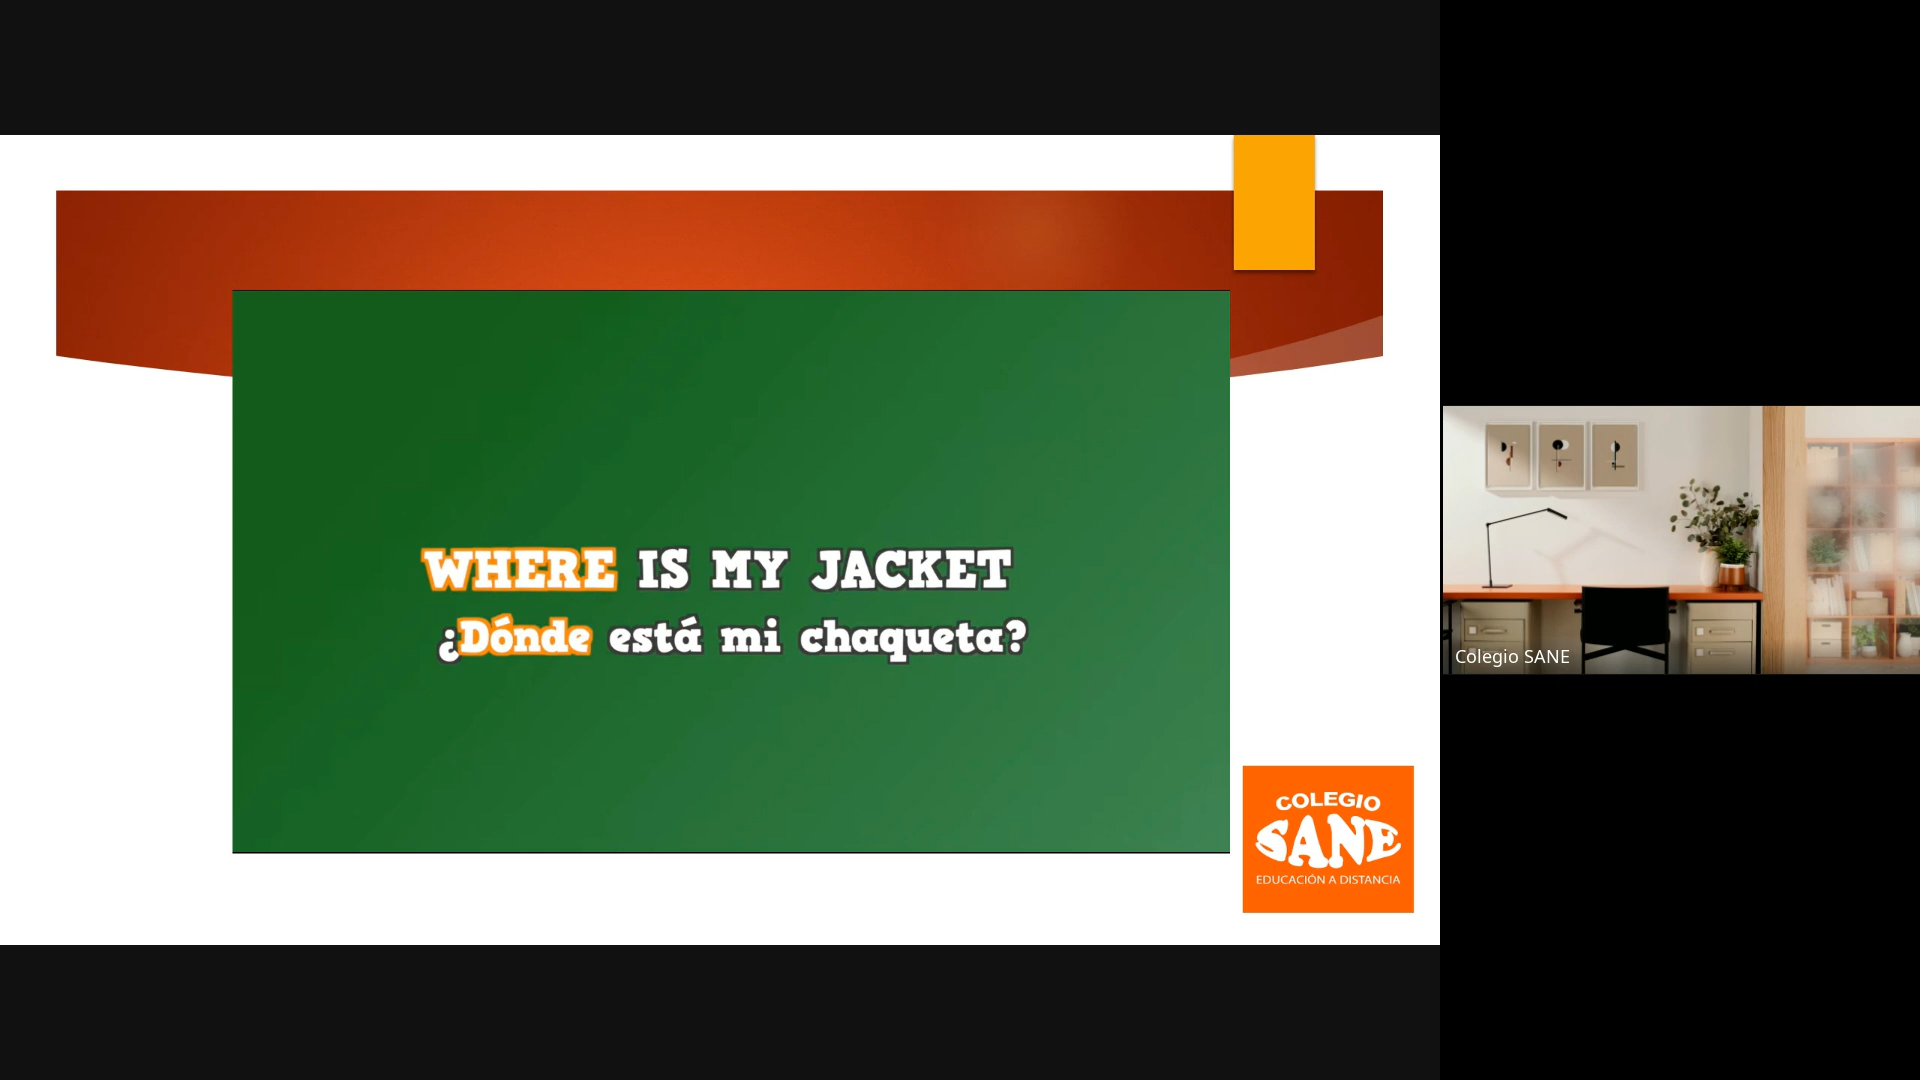 WHERE IS MY JACKET
¿Dónde está mi chaqueta?
COLEGIO
SANE
EDUCACIÓN A DISTANCIA
Colegio SANE